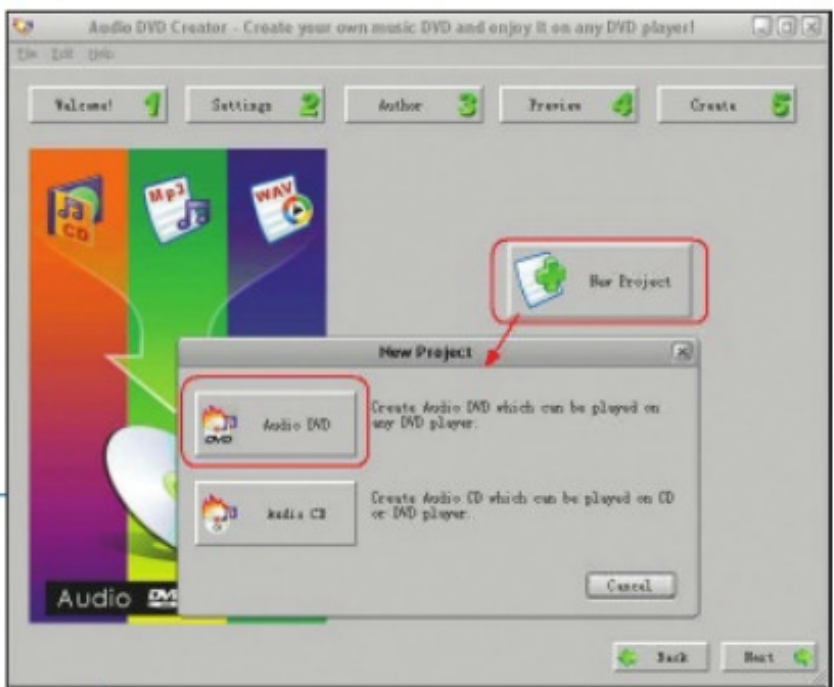 Audio DVD Creator - Create your own music DVD and enjoy it on any DVD player!
File Edit Help
Welcome! 1 Settings 2 Author 3 Preview 4 Create 5
CD
Mp3
WAV
New Project
New Project
DVD
Audio DVD
Create Audio DVD which can be played on
any DVD player.
Audio CD
Create Audio CD which can be played on CD
or DVD player.
Cancel
Audio
Back Next